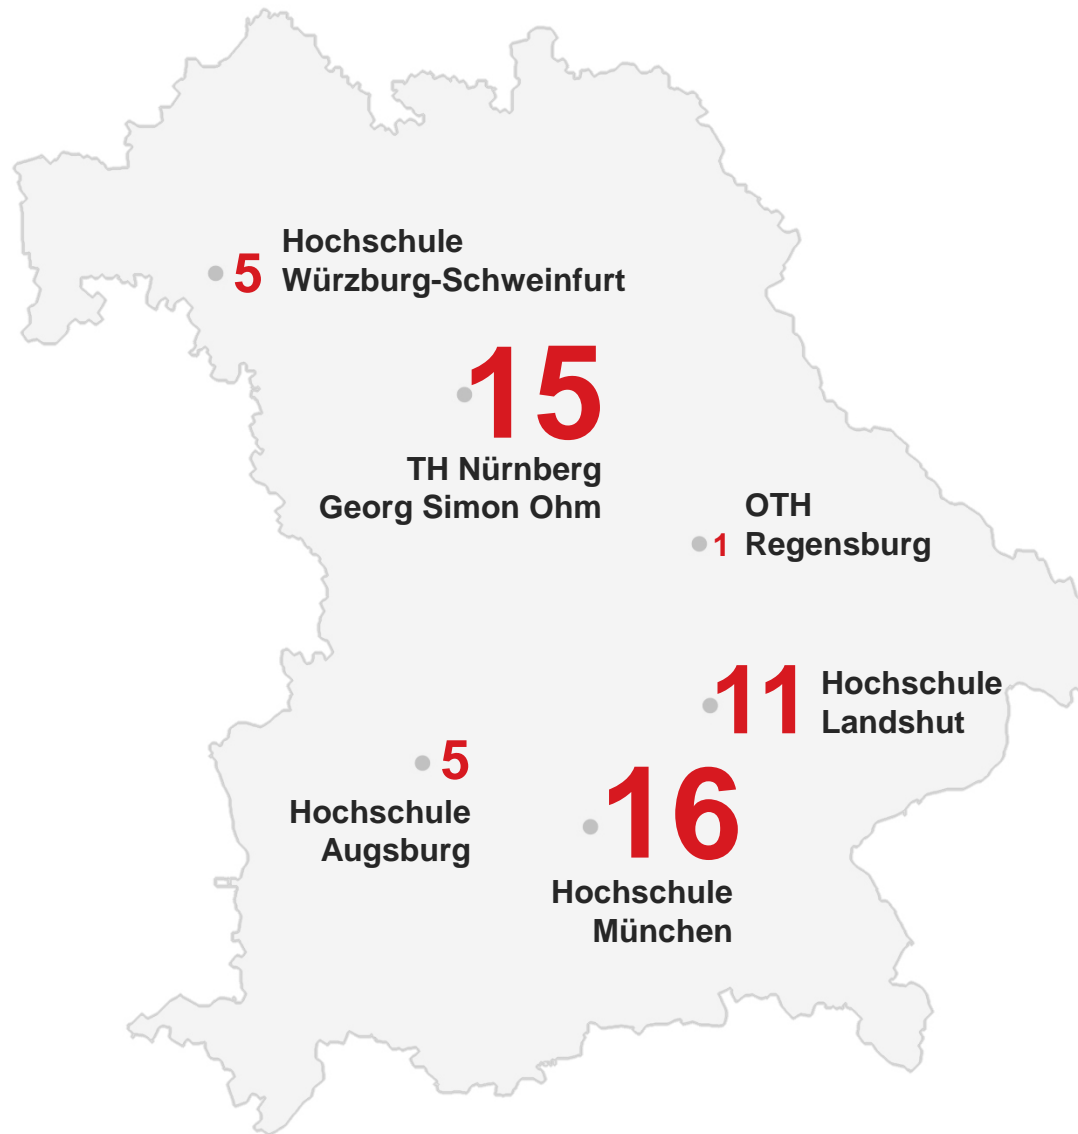 5
Hochschule
Würzburg-Schweinfurt
15
TH Nürnberg
Georg Simon Ohm
1
OTH
Regensburg
11
Hochschule
Landshut
5
Hochschule
Augsburg
16
Hochschule
München